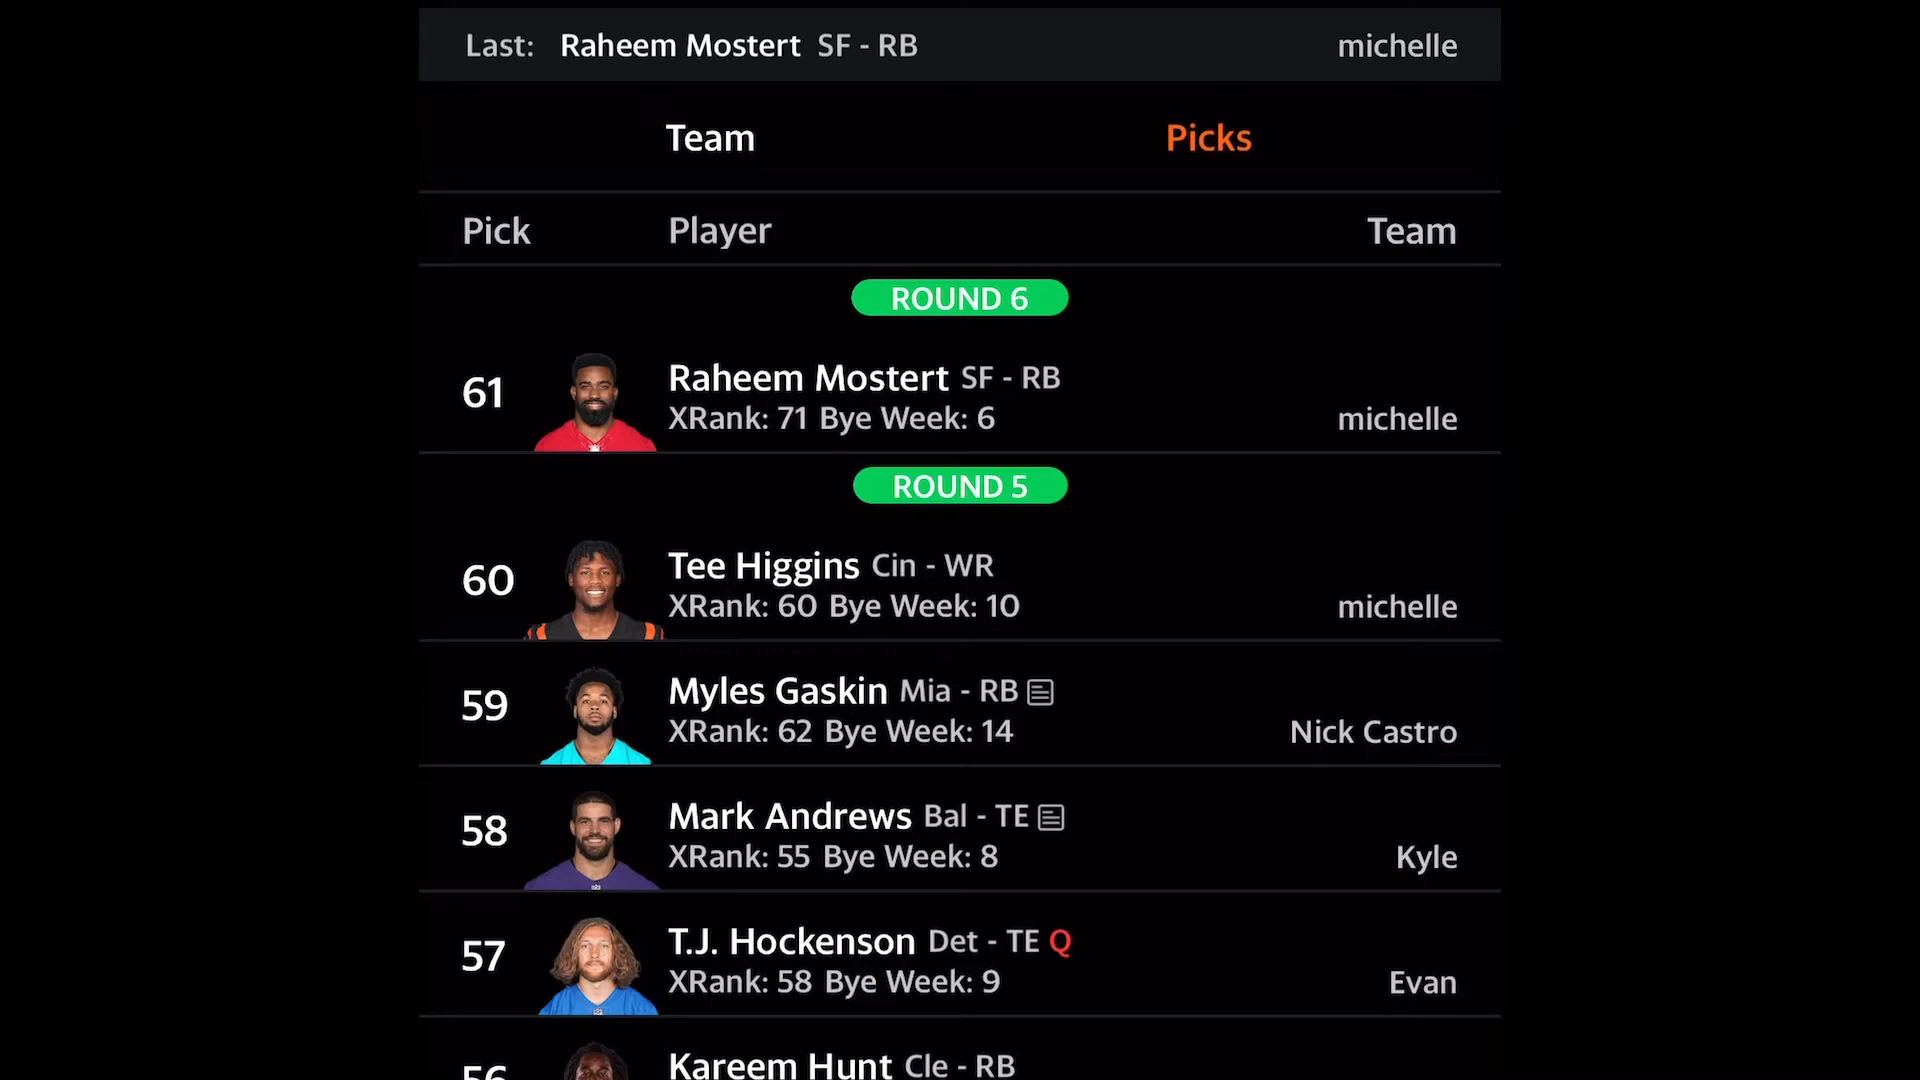 Last: Raheem Mostert SF - RB michelle
Team Picks
Pick Player Team
ROUND 6
61 Raheem Mostert SF - RB
XRank: 71 Bye Week: 6 michelle
ROUND 5
60 Tee Higgins Cin - WR
XRank: 60 Bye Week: 10 michelle
59 Myles Gaskin Mia - RB
XRank: 62 Bye Week: 14 Nick Castro
58 Mark Andrews Bal - TE
XRank: 55 Bye Week: 8 Kyle
57 T.J. Hockenson Det - TE Q
XRank: 58 Bye Week: 9 Evan
56 Kareem Hunt Cle - RB